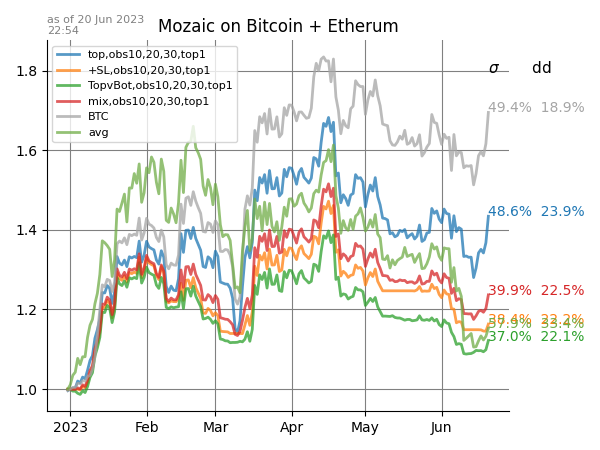 as of 20 Jun 2023
22:54
Mozaic on Bitcoin + Etherum
σ dd
top,obs10,20,30,top1
+SL,obs10,20,30,top1
TopvBot,obs10,20,30,top1
mix,obs10,20,30,top1
BTC
avg
1.8
1.6
1.4
1.2
1.0
49.4% 18.9%
48.6% 23.9%
39.9% 22.5%
37.0% 22.1%
2023 Feb Mar Apr May Jun